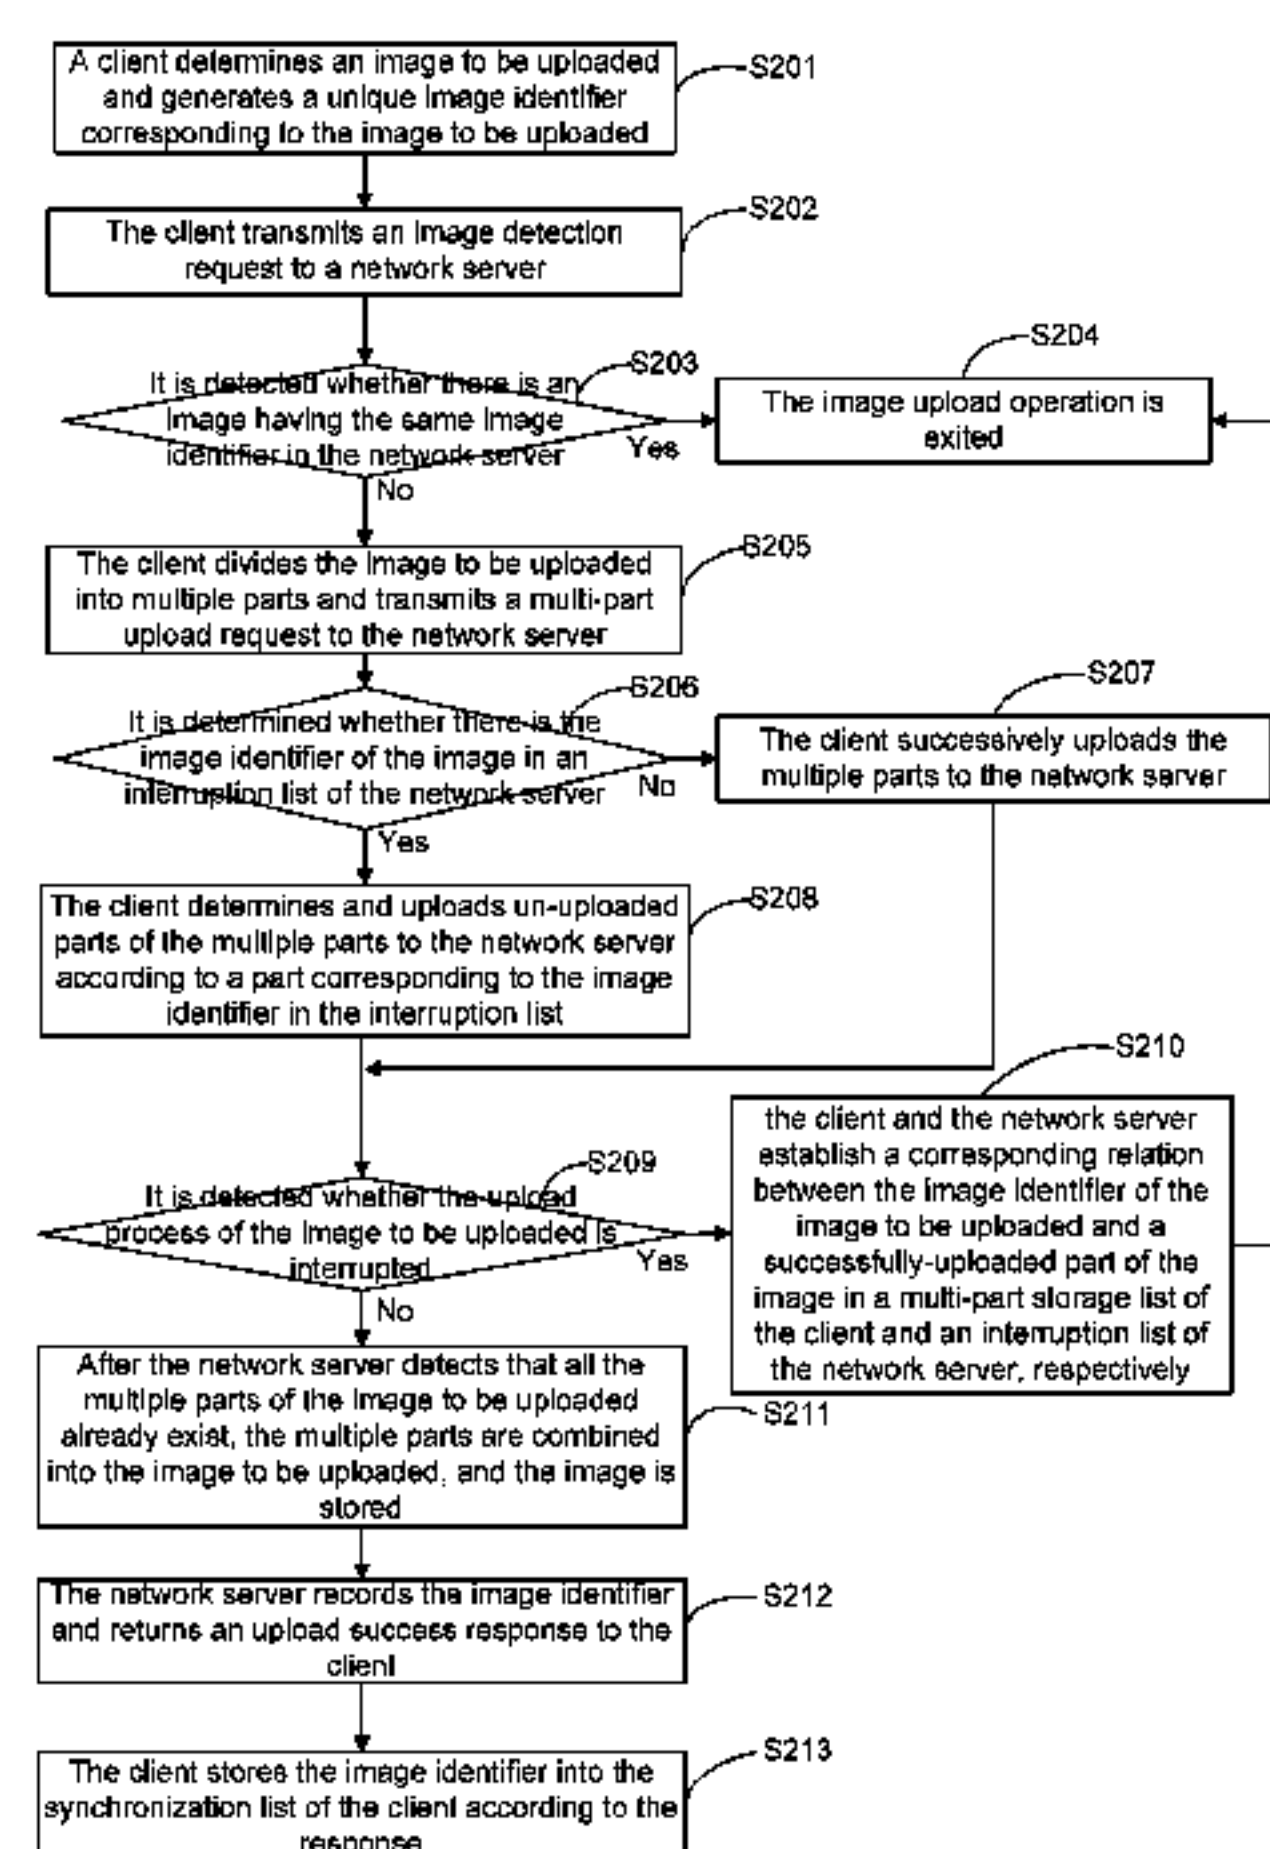 A client determines an image to be uploaded
and generates a unique image identifier
corresponding to the image to be uploaded
S201
The client transmits an image detection
request to a network server
S202
It is detected whether there is an
image having the same image
identifier in the network server
S203
Yes
No
The image upload operation is
exited
S204
The client divides the image to be uploaded
into multiple parts and transmits a multi-part
upload request to the network server
S205
It is determined whether there is the
image identifier of the image in an
interruption list of the network server
S206
No
Yes
The client successively uploads the
multiple parts to the network server
S207
The client determines and uploads un-uploaded
parts of the multiple parts to the network server
according to a part corresponding to the image
identifier in the interruption list
S208
It is detected whether the upload
process of the image to be uploaded is
interrupted
S209
Yes
No
the client and the network server
establish a corresponding relation
between the image identifier of the
image to be uploaded and a
successfully-uploaded part of the
image in a multi-part storage list of
the client and an interruption list of
the network server, respectively
S210
After the network server detects that all the
multiple parts of the image to be uploaded
already exist, the multiple parts are combined
into the image to be uploaded, and the image is
stored
S211
The network server records the image identifier
and returns an upload success response to the
client
S212
The client stores the image identifier into the
synchronization list of the client according to the
response
S213